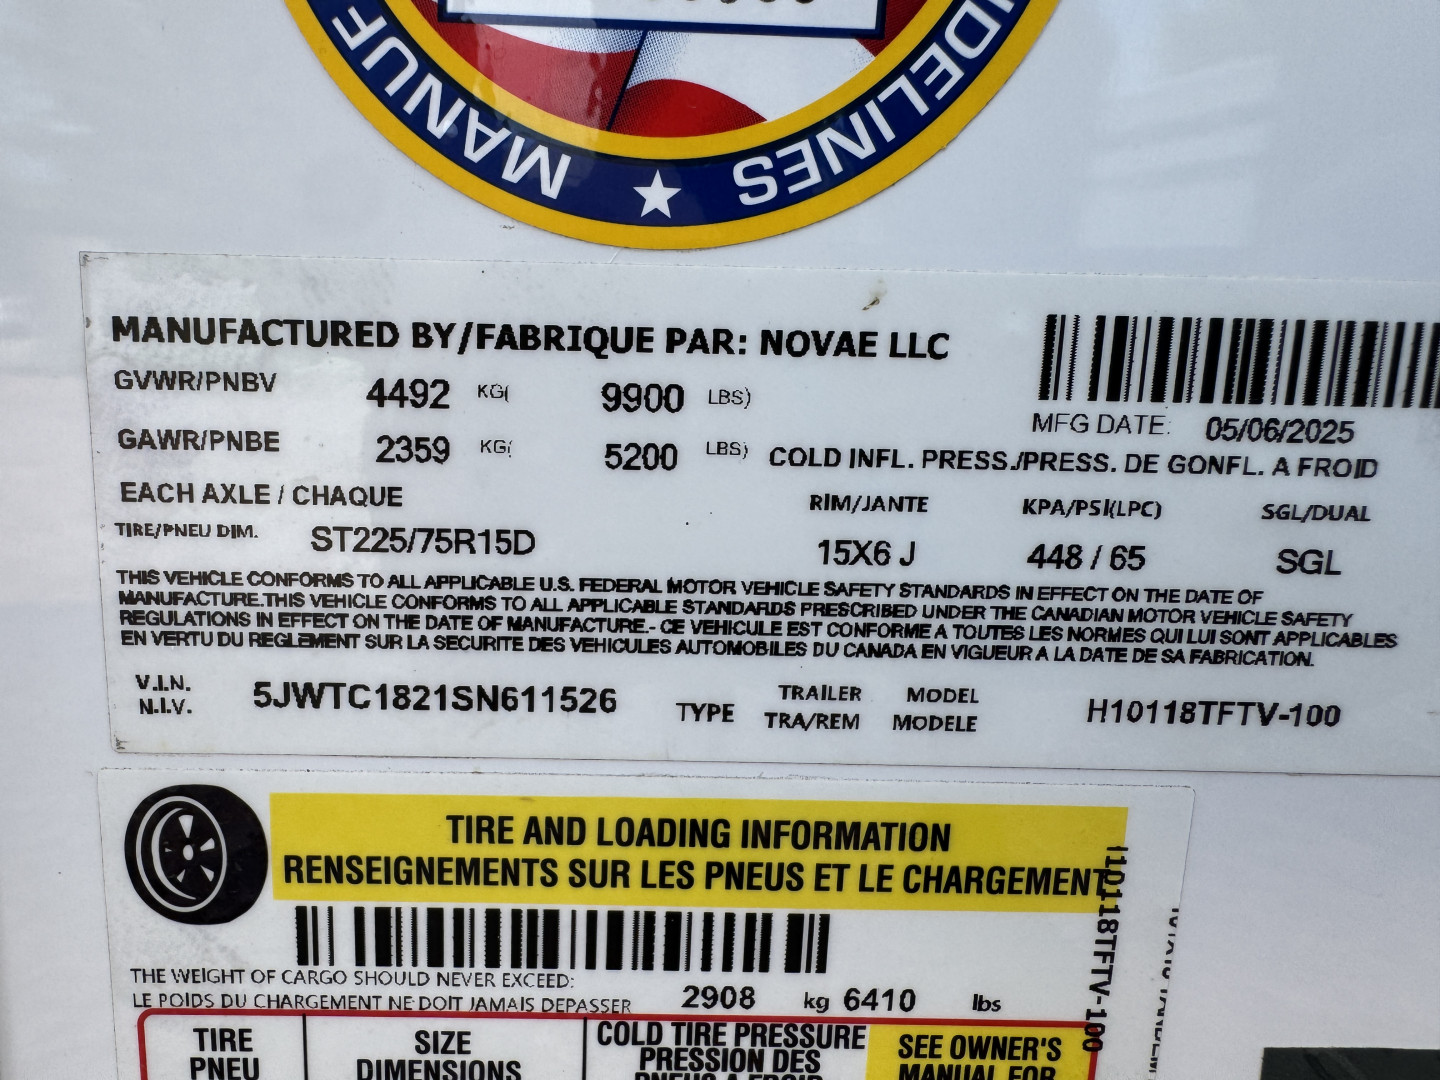 MANUF
DELINES
MANUFACTURED BY/FABRIQUE PAR: NOVAE LLC
GVWR/PNBV 4492 KG( 9900 LBS)
MFG DATE: 05/06/2025
GAWR/PNBE 2359 KG( 5200 LBS) COLD INFL. PRESS./PRESS. DE GONFL. A FROID
EACH AXLE / CHAQUE RIM/JANTE KPA/PSI(LPC) SGL/DUAL
TIRE/PNEU DIM. ST225/75R15D 15X6 J 448 / 65 SGL
THIS VEHICLE CONFORMS TO ALL APPLICABLE U.S. FEDERAL MOTOR VEHICLE SAFETY STANDARDS IN EFFECT ON THE DATE OF
MANUFACTURE.THIS VEHICLE CONFORMS TO ALL APPLICABLE STANDARDS PRESCRIBED UNDER THE CANADIAN MOTOR VEHICLE SAFETY
REGULATIONS IN EFFECT ON THE DATE OF MANUFACTURE.- CE VEHICULE EST CONFORME A TOUTES LES NORMES QUI LUI SONT APPLICABLES
EN VERTU DU REGLEMENT SUR LA SECURITE DES VEHICULES AUTOMOBILES DU CANADA EN VIGUEUR A LA DATE DE SA FABRICATION.
V.I.N. 5JWTC1821SN611526 TYPE TRAILER MODEL H10118TFTV-100
N.I.V. TRA/REM MODELE
TIRE AND LOADING INFORMATION
RENSEIGNEMENTS SUR LES PNEUS ET LE CHARGEMENT
H10118TFTV-100
THE WEIGHT OF CARGO SHOULD NEVER EXCEED:
LE POIDS DU CHARGEMENT NE DOIT JAMAIS DEPASSER 2908 kg 6410 lbs
TIRE SIZE COLD TIRE PRESSURE SEE OWNER'S
PNEU DIMENSIONS PRESSION DES MANUAL FOR
PNEUS A FROID